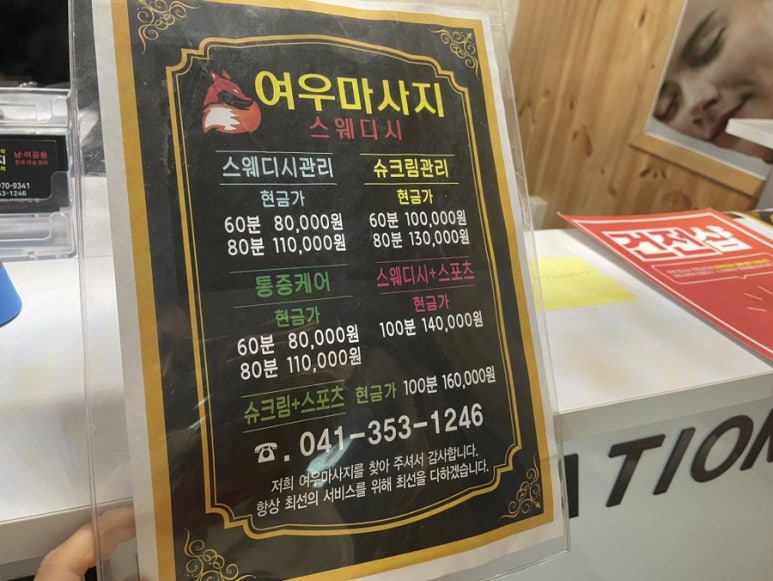 여우마사지
스웨디시
스웨디시관리
현금가
60분 80,000원
80분 110,000원
슈크림관리
현금가
60분 100,000원
80분 130,000원
통증케어
현금가
60분 80,000원
80분 110,000원
스웨디시+스포츠
현금가
100분 140,000원
슈크림+스포츠 현금가 100분 160,000원
☎. 041-353-1246
저희 여우마사지를 찾아 주셔서 감사합니다.
항상 최선의 서비스를 위해 최선을 다하겠습니다.
남·여공용
970-9341
53-1246
건전샵
ATION